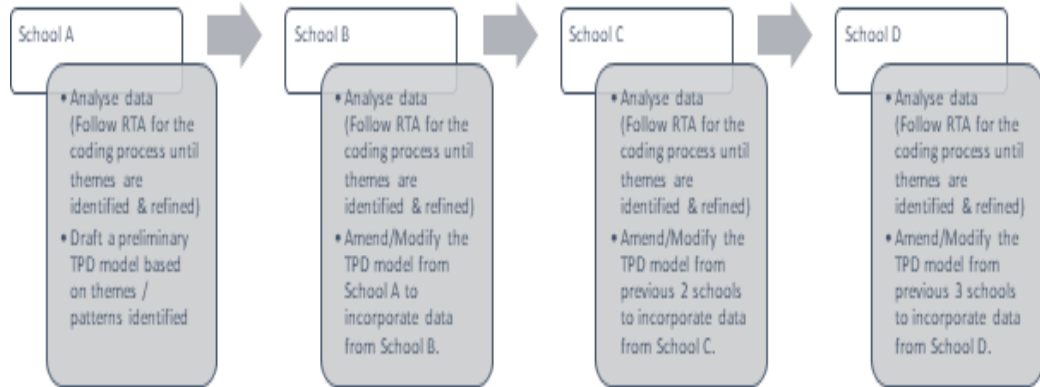 School A
• Analyse data
(Follow RTA for the
coding process until
themes are
identified & refined)
• Draft a preliminary
TPD model based
on themes /
patterns identified
School B
• Analyse data
(Follow RTA for the
coding process until
themes are
identified & refined)
• Amend/Modify the
TPD model from
School A to
incorporate data
from School B.
School C
• Analyse data
(Follow RTA for the
coding process until
themes are
identified & refined)
• Amend/Modify the
TPD model from
previous 2 schools
to incorporate data
from School C.
School D
• Analyse data
(Follow RTA for the
coding process until
themes are
identified & refined)
• Amend/Modify the
TPD model from
previous 3 schools
to incorporate data
from School D.